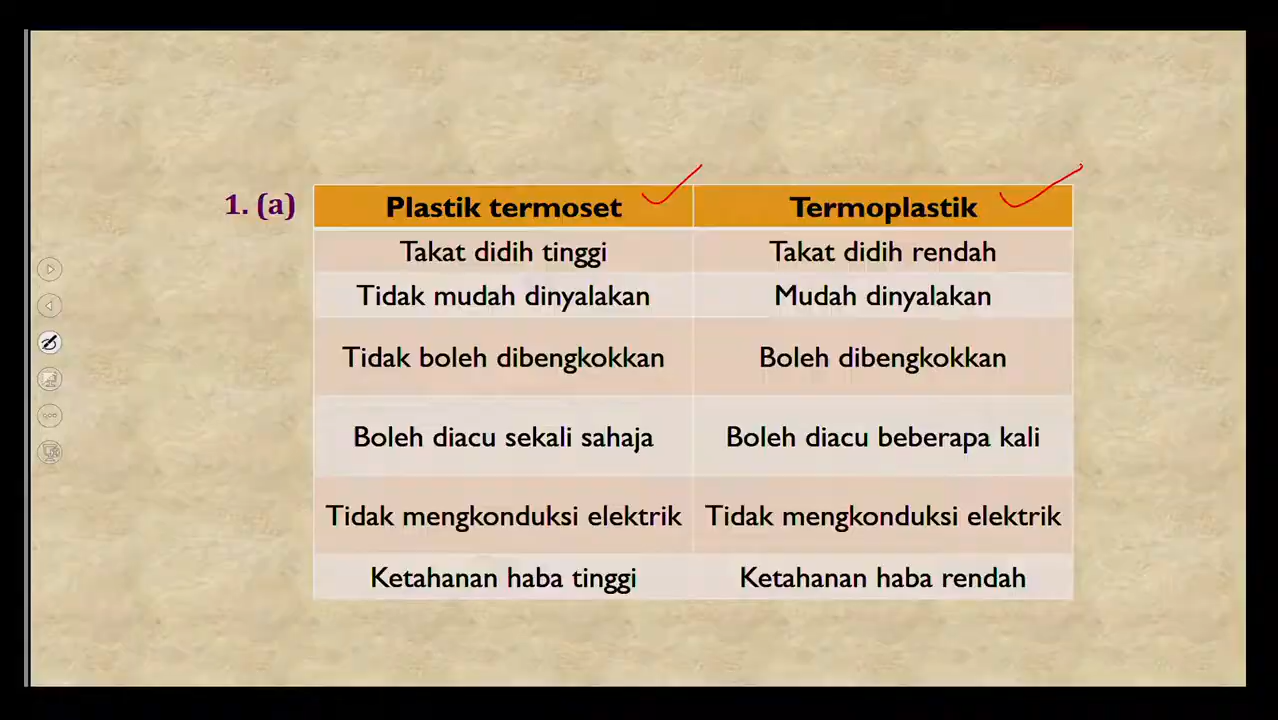 1. (a)
Plastik termoset Termoplastik
Takat didih tinggi Takat didih rendah
Tidak mudah dinyalakan Mudah dinyalakan
Tidak boleh dibengkokkan Boleh dibengkokkan
Boleh diacu sekali sahaja Boleh diacu beberapa kali
Tidak mengkonduksi elektrik Tidak mengkonduksi elektrik
Ketahanan haba tinggi Ketahanan haba rendah